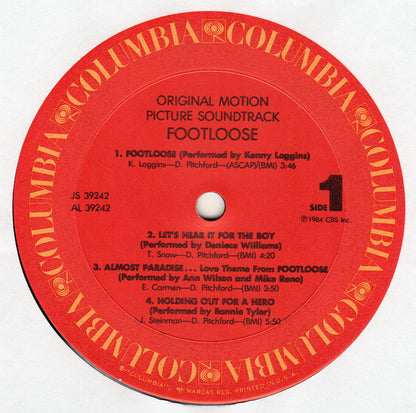 COLUMBIA COLUMBIA COLUMBIA COLUMBIA COLUMBIA COLUMBIA
ORIGINAL MOTION
PICTURE SOUNDTRACK
FOOTLOOSE
1. FOOTLOOSE (Performed by Kenny Loggins)
K. Loggins—D. Pitchford—(ASCAP)/(BMI) 3:46
JS 39242
AL 39242
SIDE 1
Ⓟ1984 CBS Inc.
2. LET'S HEAR IT FOR THE BOY
(Performed by Deniece Williams)
T. Snow—D. Pitchford—(BMI) 4:20
3. ALMOST PARADISE... Love Theme From FOOTLOOSE
(Performed by Ann Wilson and Mike Reno)
E. Carmen—D. Pitchford—(BMI) 3:50
4. HOLDING OUT FOR A HERO
(Performed by Bonnie Tyler)
J. Steinman—D. Pitchford—(BMI) 5:50
MARCAS REG. PRINTED IN U.S.A.